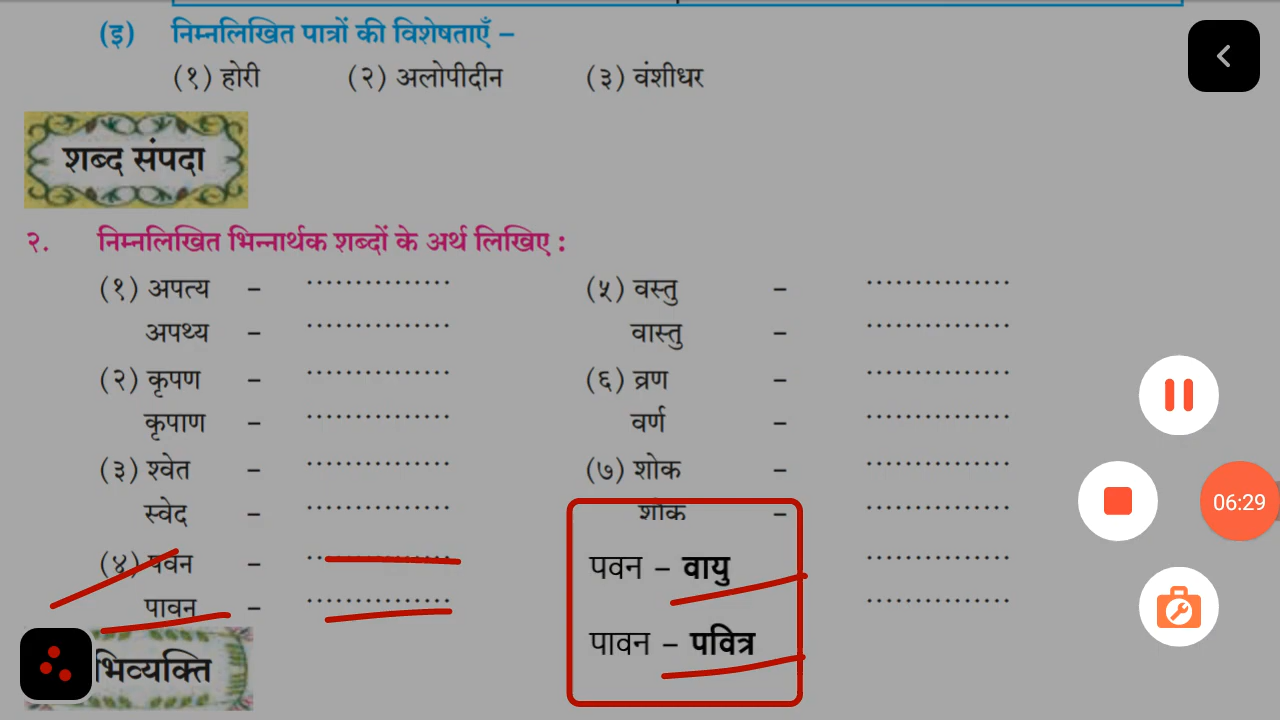 (इ) निम्नलिखित पात्रों की विशेषताएँ –
(१) होरी (२) अलोपीदीन (३) वंशीधर
शब्द संपदा
२. निम्नलिखित भिन्नार्थक शब्दों के अर्थ लिखिए :
(१) अपत्य – ............... (५) वस्तु – ...............
अपथ्य – ............... वास्तु – ...............
(२) कृपण – ............... (६) व्रण – ...............
कृपाण – ............... वर्ण – ...............
(३) श्वेत – ............... (७) शोक – ...............
स्वेद – ............... शौक – ...............
(४) पवन – ............... ...............
पावन – ............... ...............
पवन – वायु
पावन – पवित्र
भिव्यक्ति
06:29